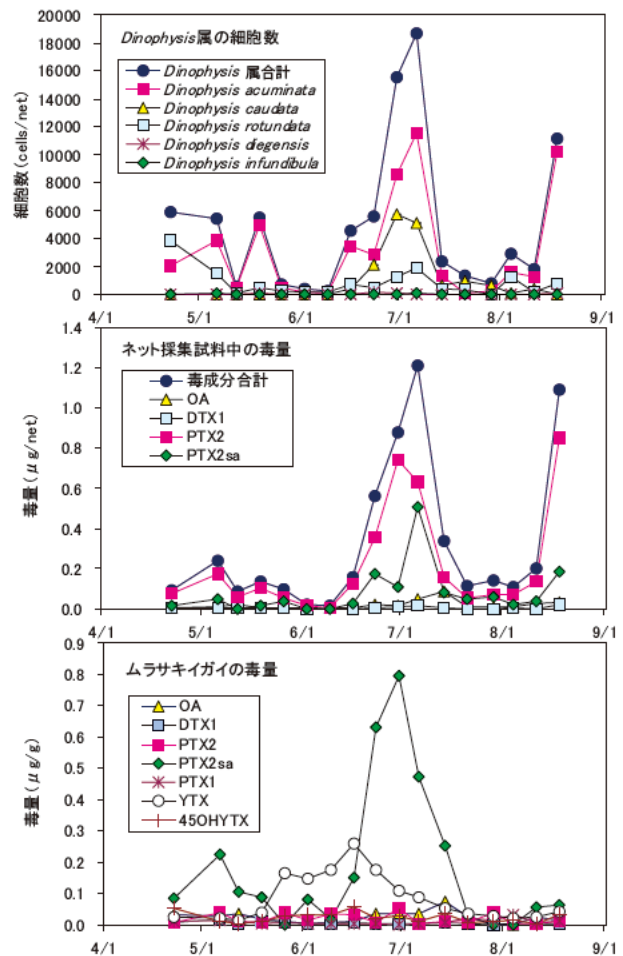 Dinophysis属の細胞数
Dinophysis 属合計
Dinophysis acuminata
Dinophysis caudata
Dinophysis rotundata
Dinophysis diegensis
Dinophysis infundibula
細胞数(cells/net)
20000
18000
16000
14000
12000
10000
8000
6000
4000
2000
0
4/1 5/1 6/1 7/1 8/1 9/1
ネット採集試料中の毒量
毒成分合計
OA
DTX1
PTX2
PTX2sa
毒量(μg/net)
1.4
1.2
1.0
0.8
0.6
0.4
0.2
0.0
4/1 5/1 6/1 7/1 8/1 9/1
ムラサキイガイの毒量
OA
DTX1
PTX2
PTX2sa
PTX1
YTX
45OHYTX
毒量(μg/g)
0.9
0.8
0.7
0.6
0.5
0.4
0.3
0.2
0.1
0.0
4/1 5/1 6/1 7/1 8/1 9/1